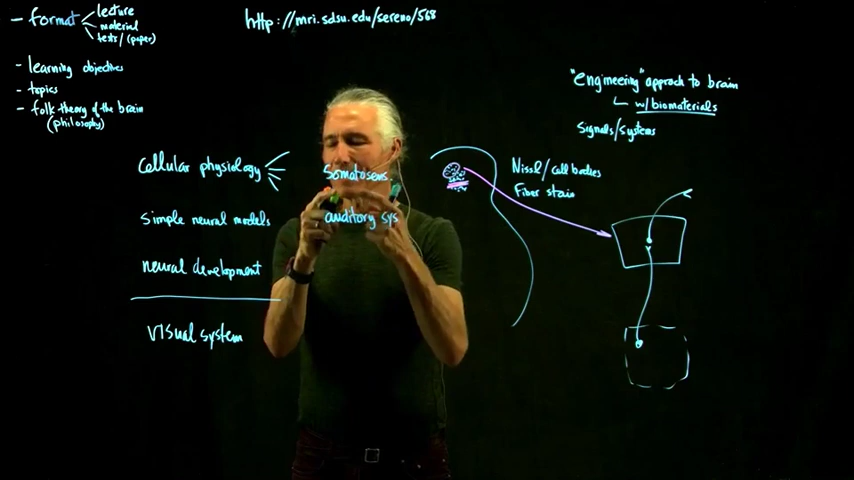 - format
lecture
material
tests/(paper)
- learning objectives
- topics
- folk theory of the brain
(philosophy)
http://mri.sdsu.edu/sereno/568
"engineering" approach to brain
w/ biomaterials
Signals/systems
Cellular physiology
Simple neural models
neural development
visual system
Somatosens.
auditory sys
Nissl/cell bodies
Fiber stain